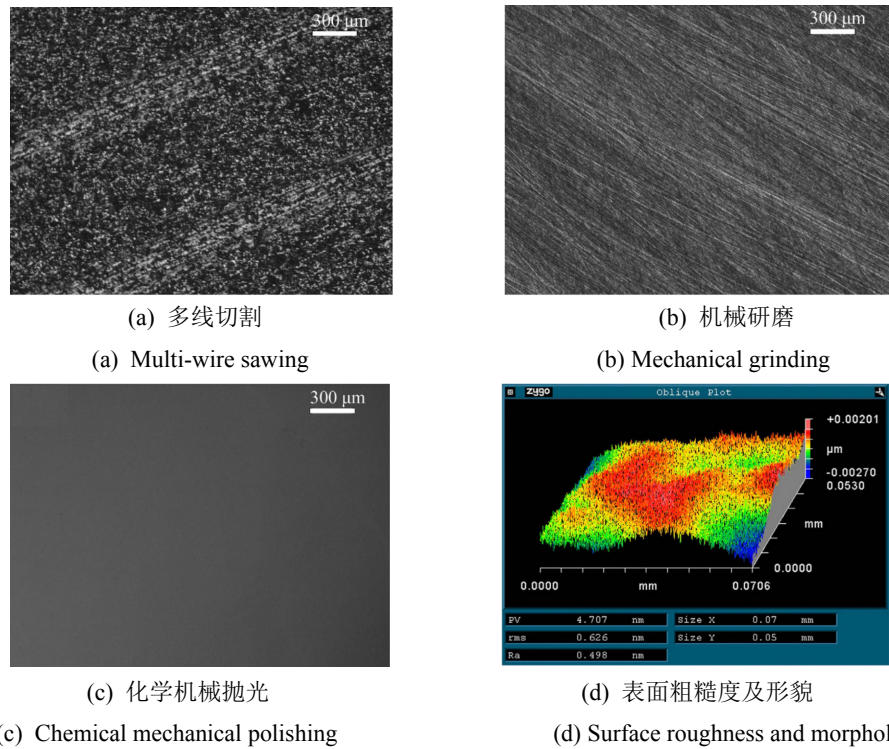 300 μm
300 μm
(a) 多线切割
(b) 机械研磨
(a) Multi-wire sawing
(b) Mechanical grinding
300 μm
zygo
Oblique Plot
+0.00201
μm
-0.00270
0.0530
mm
0.0000
0.0000
mm
0.0706
PV 4.707 nm
Size X 0.07 mm
rms 0.626 nm
Size Y 0.05 mm
Ra 0.498 nm
(c) 化学机械抛光
(d) 表面粗糙度及形貌
(c) Chemical mechanical polishing
(d) Surface roughness and morphol